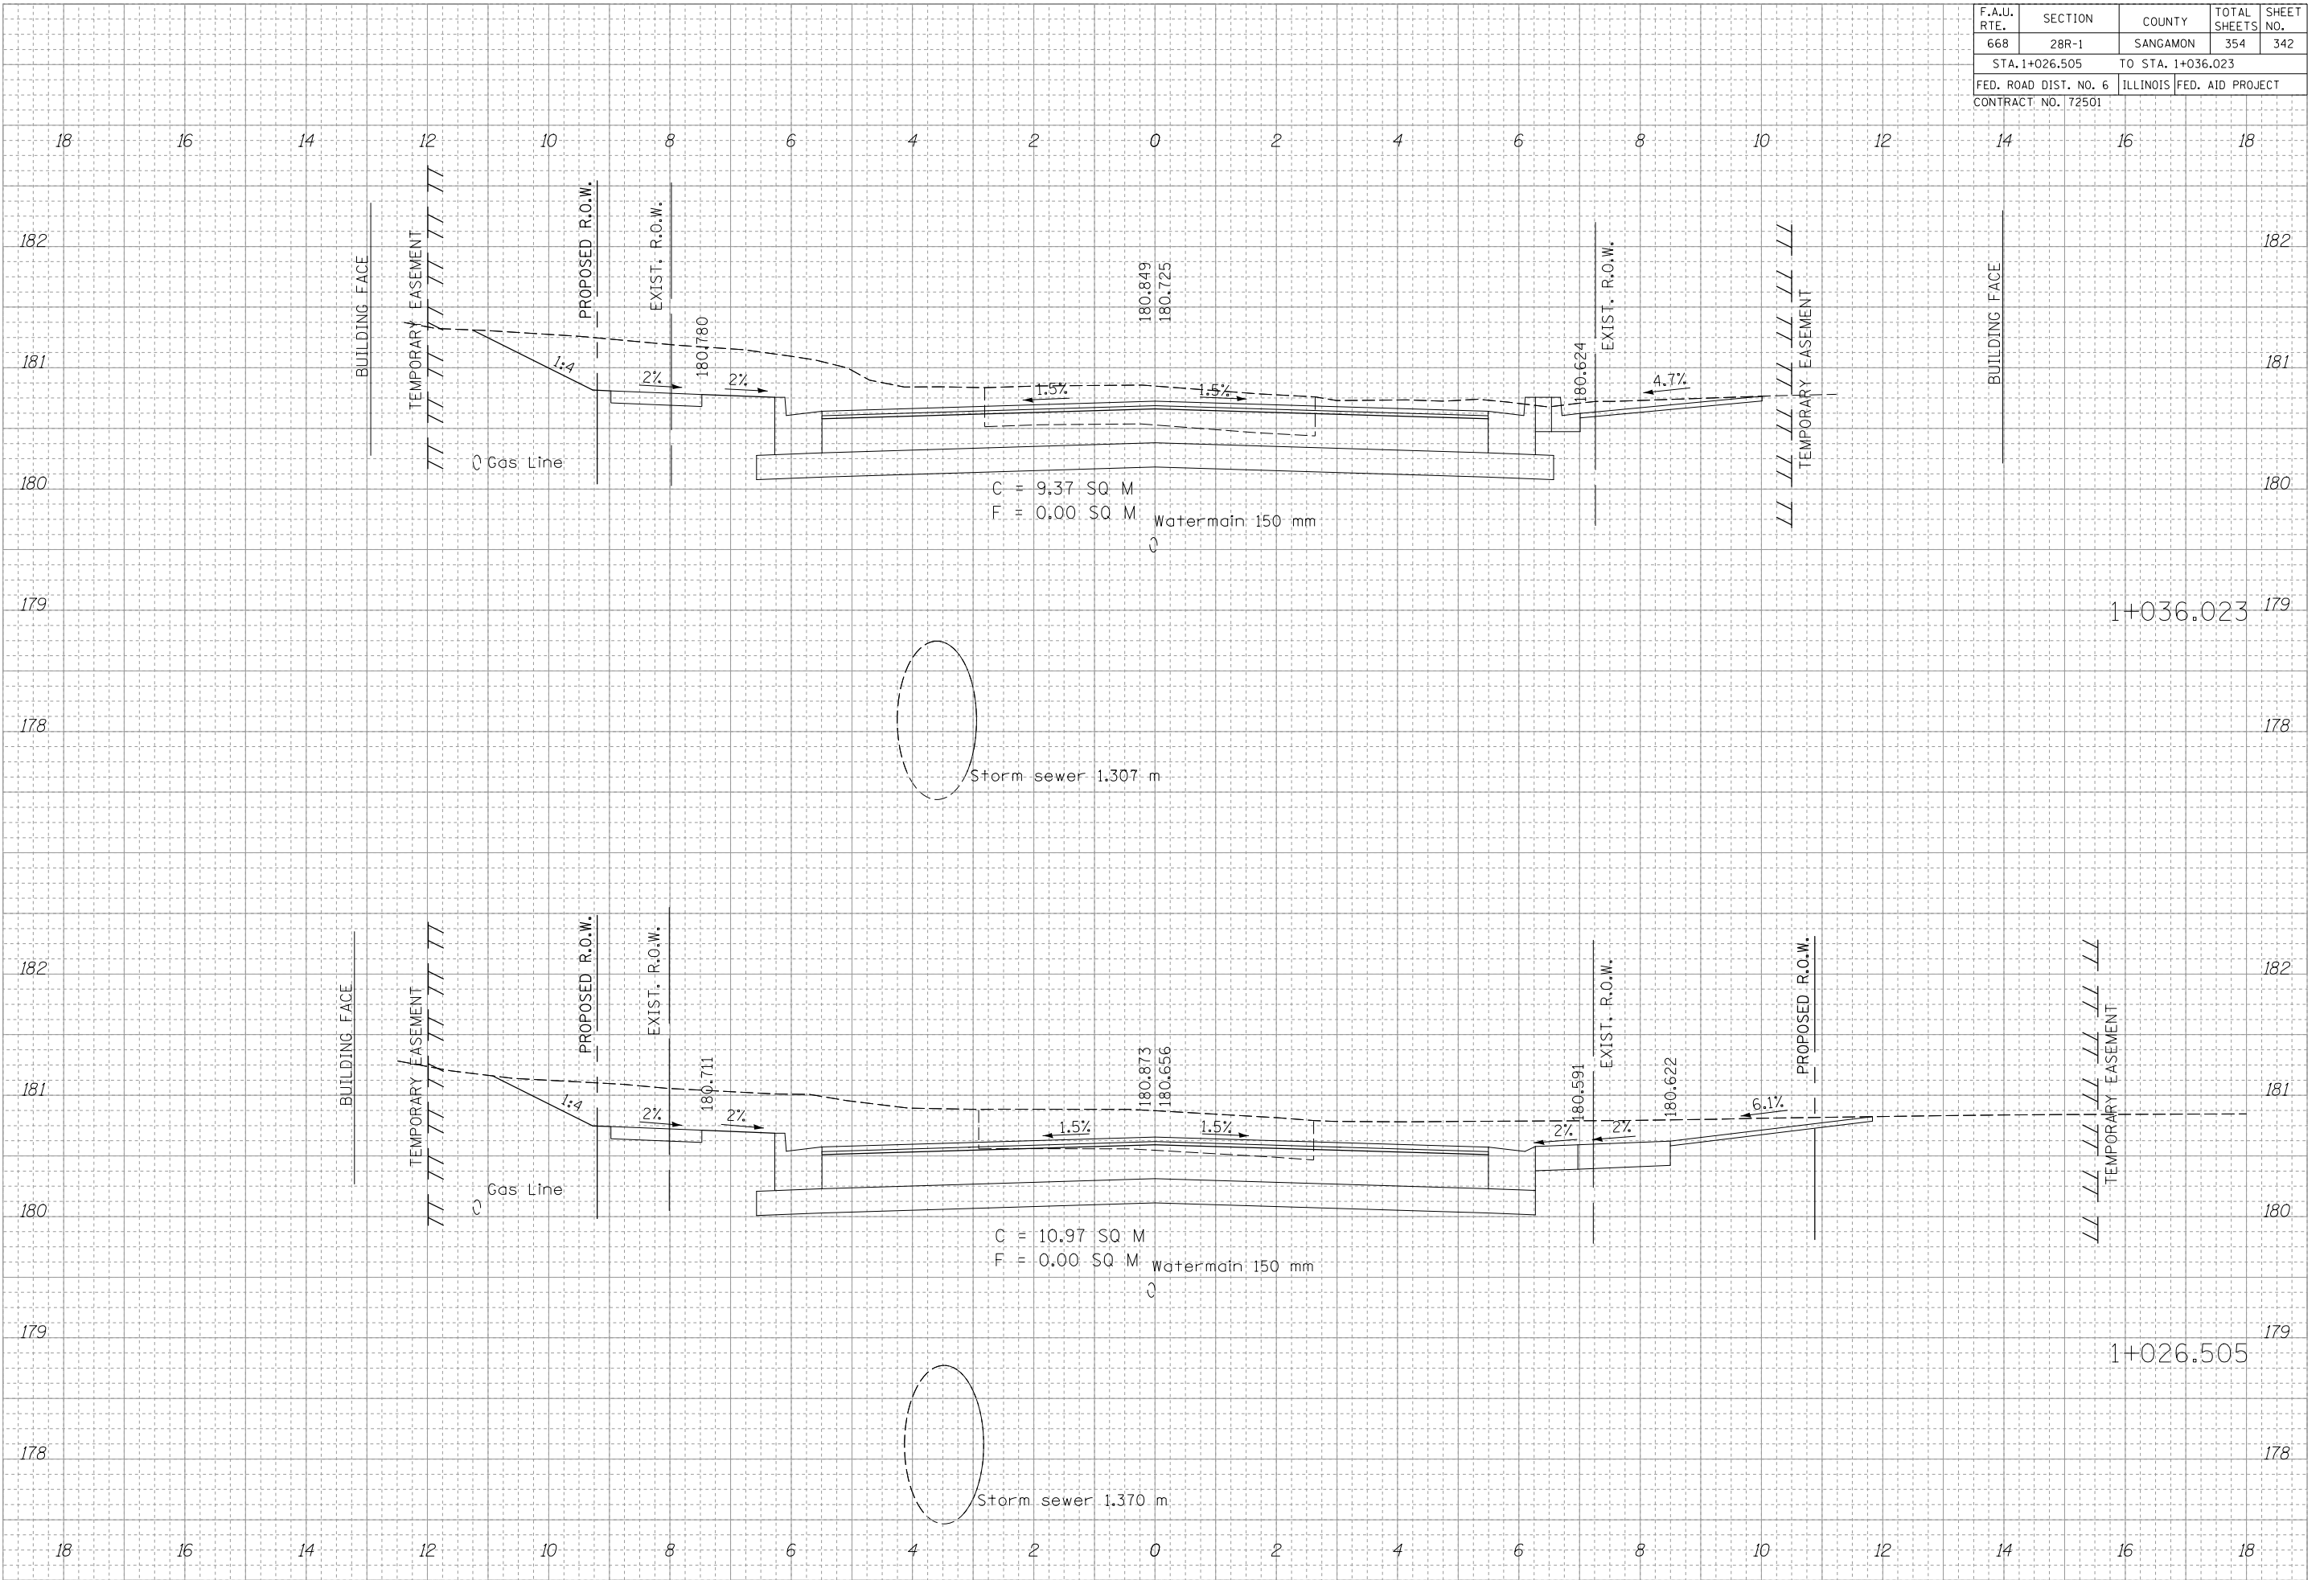 F.A.U. RTE. SECTION COUNTY TOTAL SHEETS SHEET NO.
668 28R-1 SANGAMON 354 342
STA. 1+026.505 TO STA. 1+036.023
FED. ROAD DIST. NO. 6 ILLINOIS FED. AID PROJECT
CONTRACT NO. 72501
18 16 14 12 10 8 6 4 2 0 2 4 6 8 10 12 14 16 18
BUILDING FACE
TEMPORARY EASEMENT
PROPOSED R.O.W.
EXIST. R.O.W.
180.780
180.849
180.725
180.624
EXIST. R.O.W.
TEMPORARY EASEMENT
BUILDING FACE
182 182
181 181
1:4 2% 2% 1.5% 1.5% 4.7%
Gas Line
180 180
C = 9.37 SQ M
F = 0.00 SQ M
Watermain 150 mm
179 179
1+036.023
178 178
Storm sewer 1.307 m
BUILDING FACE
TEMPORARY EASEMENT
PROPOSED R.O.W.
EXIST. R.O.W.
180.711
180.873
180.656
180.591
EXIST. R.O.W.
180.622
PROPOSED R.O.W.
TEMPORARY EASEMENT
182 182
181 181
1:4 2% 2% 1.5% 1.5% 2% 2% 6.1%
Gas Line
180 180
C = 10.97 SQ M
F = 0.00 SQ M
Watermain 150 mm
179 179
1+026.505
178 178
Storm sewer 1.370 m
18 16 14 12 10 8 6 4 2 0 2 4 6 8 10 12 14 16 18